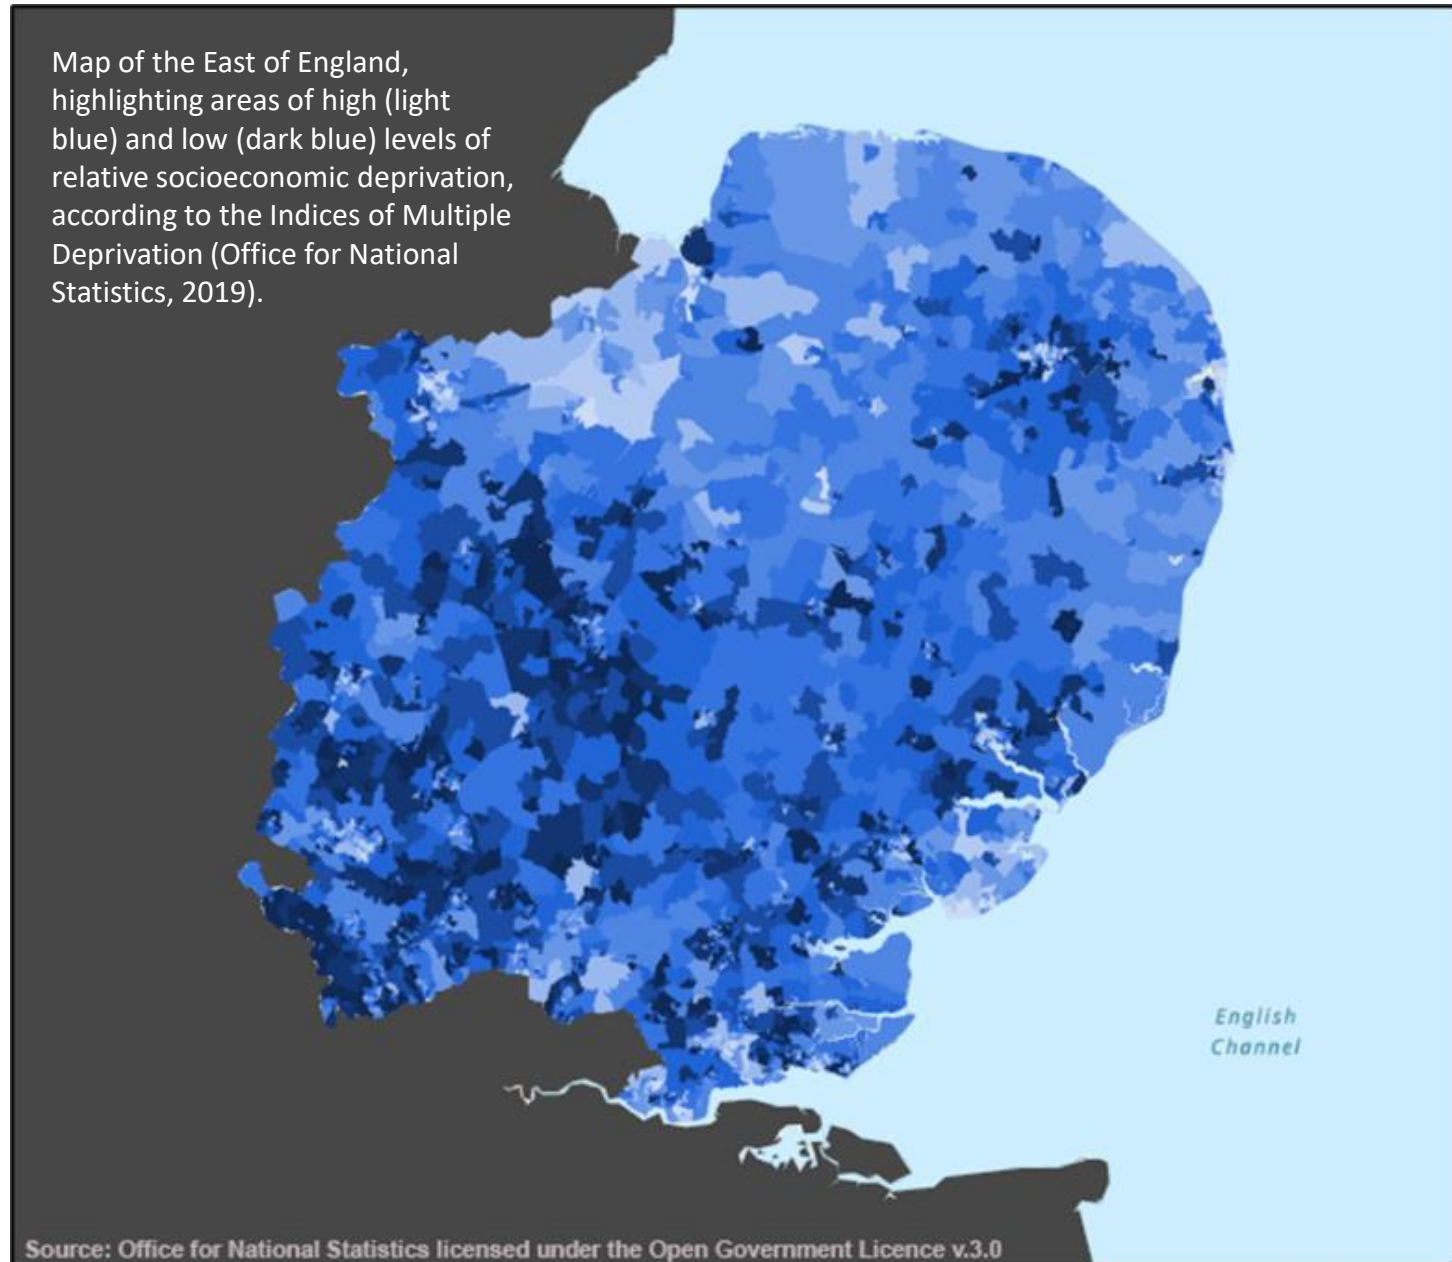 Map of the East of England,
highlighting areas of high (light
blue) and low (dark blue) levels of
relative socioeconomic deprivation,
according to the Indices of Multiple
Deprivation (Office for National
Statistics, 2019).
English
Channel
Source: Office for National Statistics licensed under the Open Government Licence v.3.0